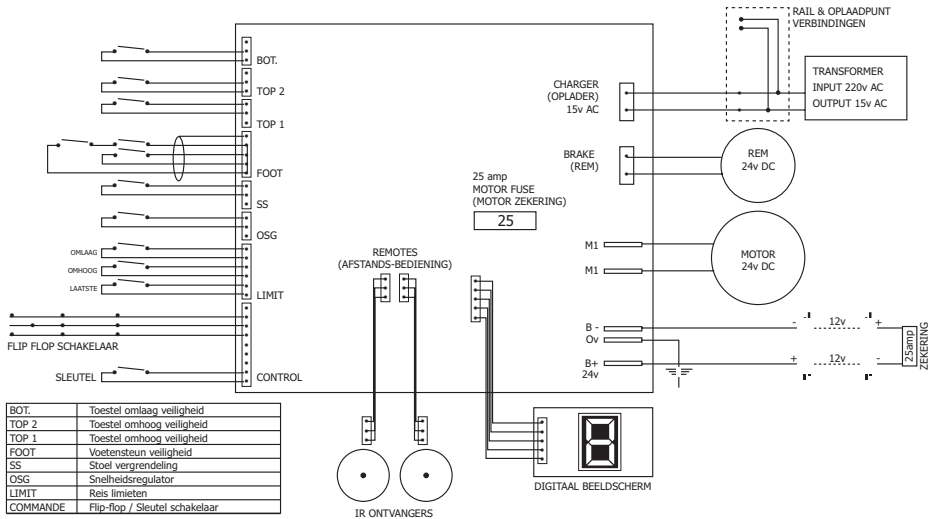 RAIL & OPLAADPUNT
VERBINDINGEN
BOT.
TOP 2
TOP 1
FOOT
SS
OSG
OMLAAG
OMHOOG
LAATSTE
LIMIT
FLIP FLOP SCHAKELAAR
SLEUTEL
CONTROL
CHARGER
(OPLADER)
15v AC
TRANSFORMER
INPUT 220v AC
OUTPUT 15v AC
BRAKE
(REM)
REM
24v DC
25 amp
MOTOR FUSE
(MOTOR ZEKERING)
25
M1
M1
MOTOR
24v DC
REMOTES
(AFSTANDS-BEDIENING)
B -
Ov
B+
24v
- 12v +
+ 12v -
25amp
ZEKERING
BOT. Toestel omlaag veiligheid
TOP 2 Toestel omhoog veiligheid
TOP 1 Toestel omhoog veiligheid
FOOT Voetensteun veiligheid
SS Stoel vergrendeling
OSG Snelheidsregulator
LIMIT Reis limieten
COMMANDE Flip-flop / Sleutel schakelaar
IR ONTVANGERS
8
DIGITAAL BEELDSCHERM